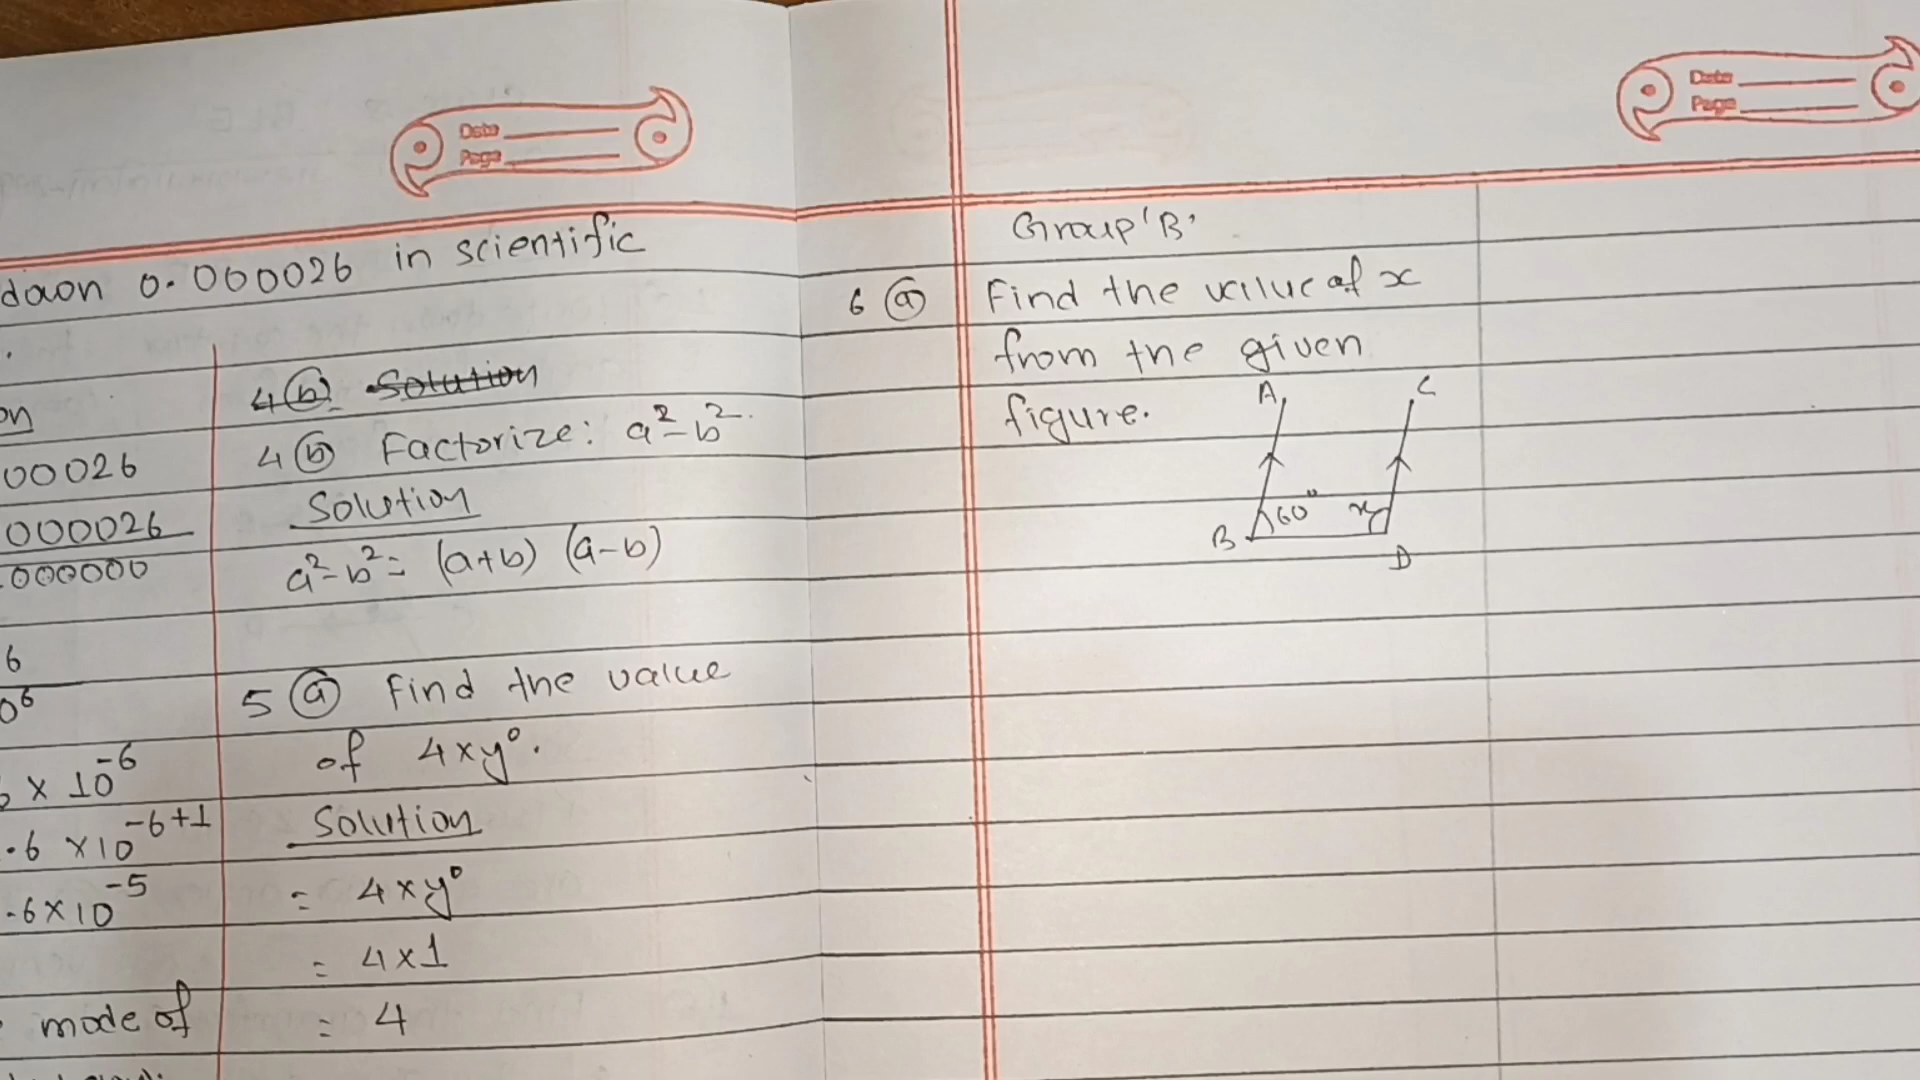 Date
Page
daon 0.000026 in scientific
.
on
00026
000026
000000
6
06
x 10-6
.6 x10-6+1
.6x10-5
mode of
4 (b). Solution
4 (b) Factorize: a²-b².
Solution
a²-b²= (a+b) (a-b)
5 (a) Find the value
of 4xy⁰.
Solution
= 4xy⁰
= 4x1
= 4
Date
Page
Group 'B'
6 (a) Find the value of x
from the given
figure.
A C
60° x
B D